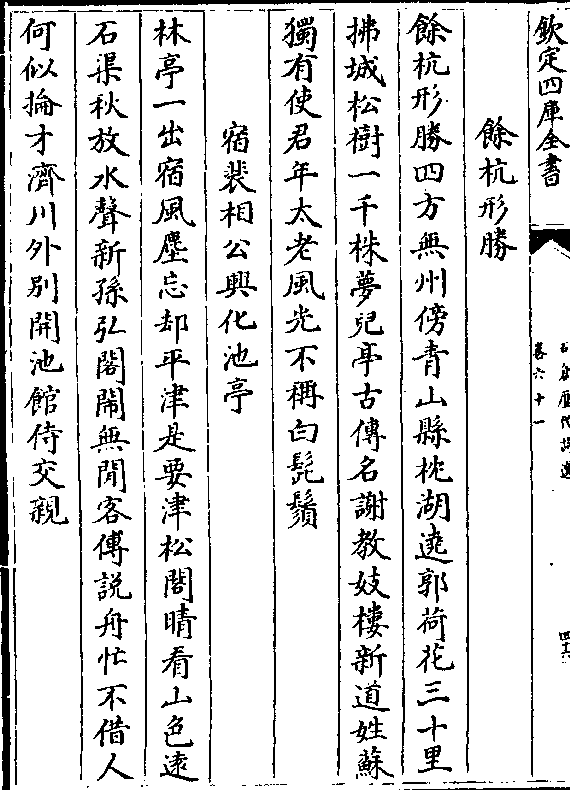 欽定四庫全書
卷六十一
餘杭形勝
餘杭形勝四方無州傍青山縣枕湖遶郭荷花三十里
拂城松樹一千株夢兒亭古傳名謝教妓樓新道姓蘇
獨有使君年太老風光不稱白髭鬚
宿裴相公興化池亭
林亭一出宿風塵忘却平津是要津松閣晴看山色遠
石渠秋放水聲新孫弘閣鬧無閒客傅說舟忙不借人
何似掄才濟川外別開池館待交親